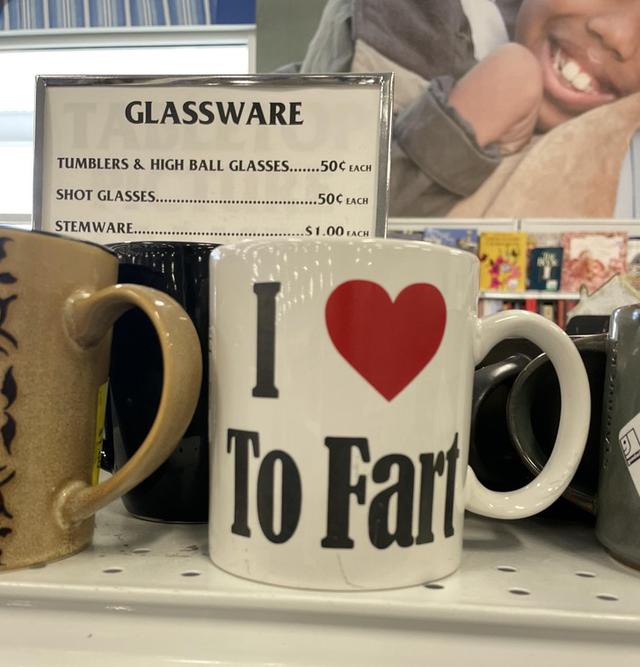 GLASSWARE
TUMBLERS & HIGH BALL GLASSES.......50¢ EACH
SHOT GLASSES.......................................50¢ EACH
STEMWARE..........................................$1.00 EACH
I ❤
To Fart